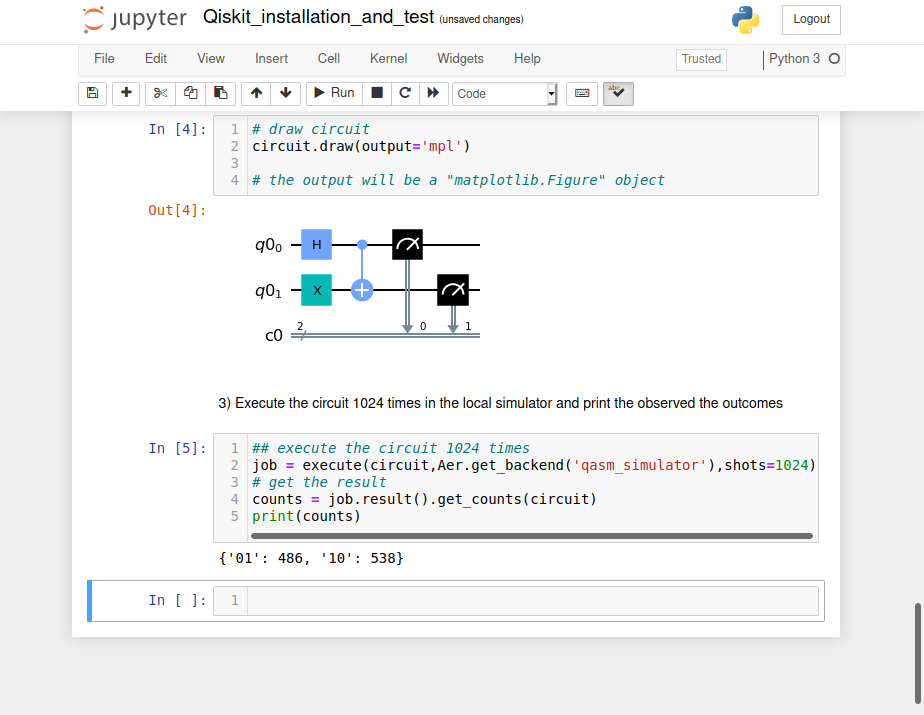 jupyter Qiskit_installation_and_test (unsaved changes) Logout
File Edit View Insert Cell Kernel Widgets Help Trusted Python 3
Run Code abc
In [4]: 1 # draw circuit
2 circuit.draw(output='mpl')
3
4 # the output will be a "matplotlib.Figure" object
Out[4]:
q0₀ H
q0₁ X
c0 2 0 1
3) Execute the circuit 1024 times in the local simulator and print the observed the outcomes
In [5]: 1 ## execute the circuit 1024 times
2 job = execute(circuit,Aer.get_backend('qasm_simulator'),shots=1024)
3 # get the result
4 counts = job.result().get_counts(circuit)
5 print(counts)
{'01': 486, '10': 538}
In [ ]: 1